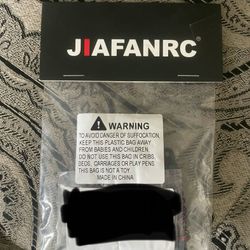 JIAFANRC®
WARNING
TO AVOID DANGER OF SUFFOCATION,
KEEP THIS PLASTIC BAG AWAY
FROM BABIES AND CHILDREN.
DO NOT USE THIS BAG IN CRIBS,
BEDS, CARRIAGES OR PLAY PENS.
THIS BAG IS NOT A TOY
MADE IN CHINA